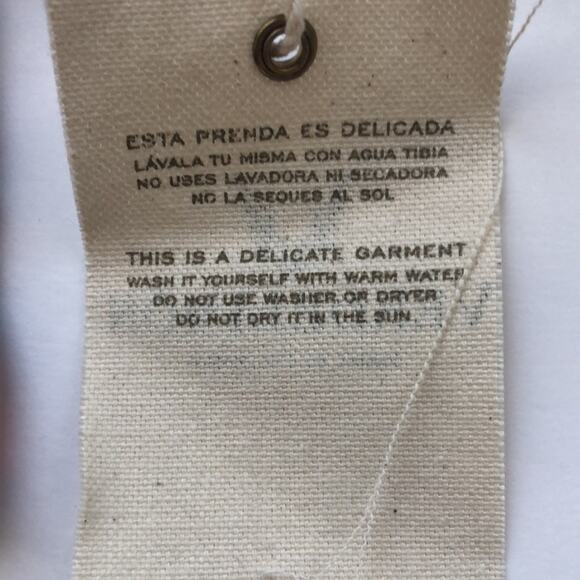 ESTA PRENDA ES DELICADA
LÁVALA TU MISMA CON AGUA TIBIA
NO USES LAVADORA NI SECADORA
NO LA SEQUES AL SOL
THIS IS A DELICATE GARMENT
WASH IT YOURSELF WITH WARM WATER
DO NOT USE WASHER OR DRYER
DO NOT DRY IT IN THE SUN